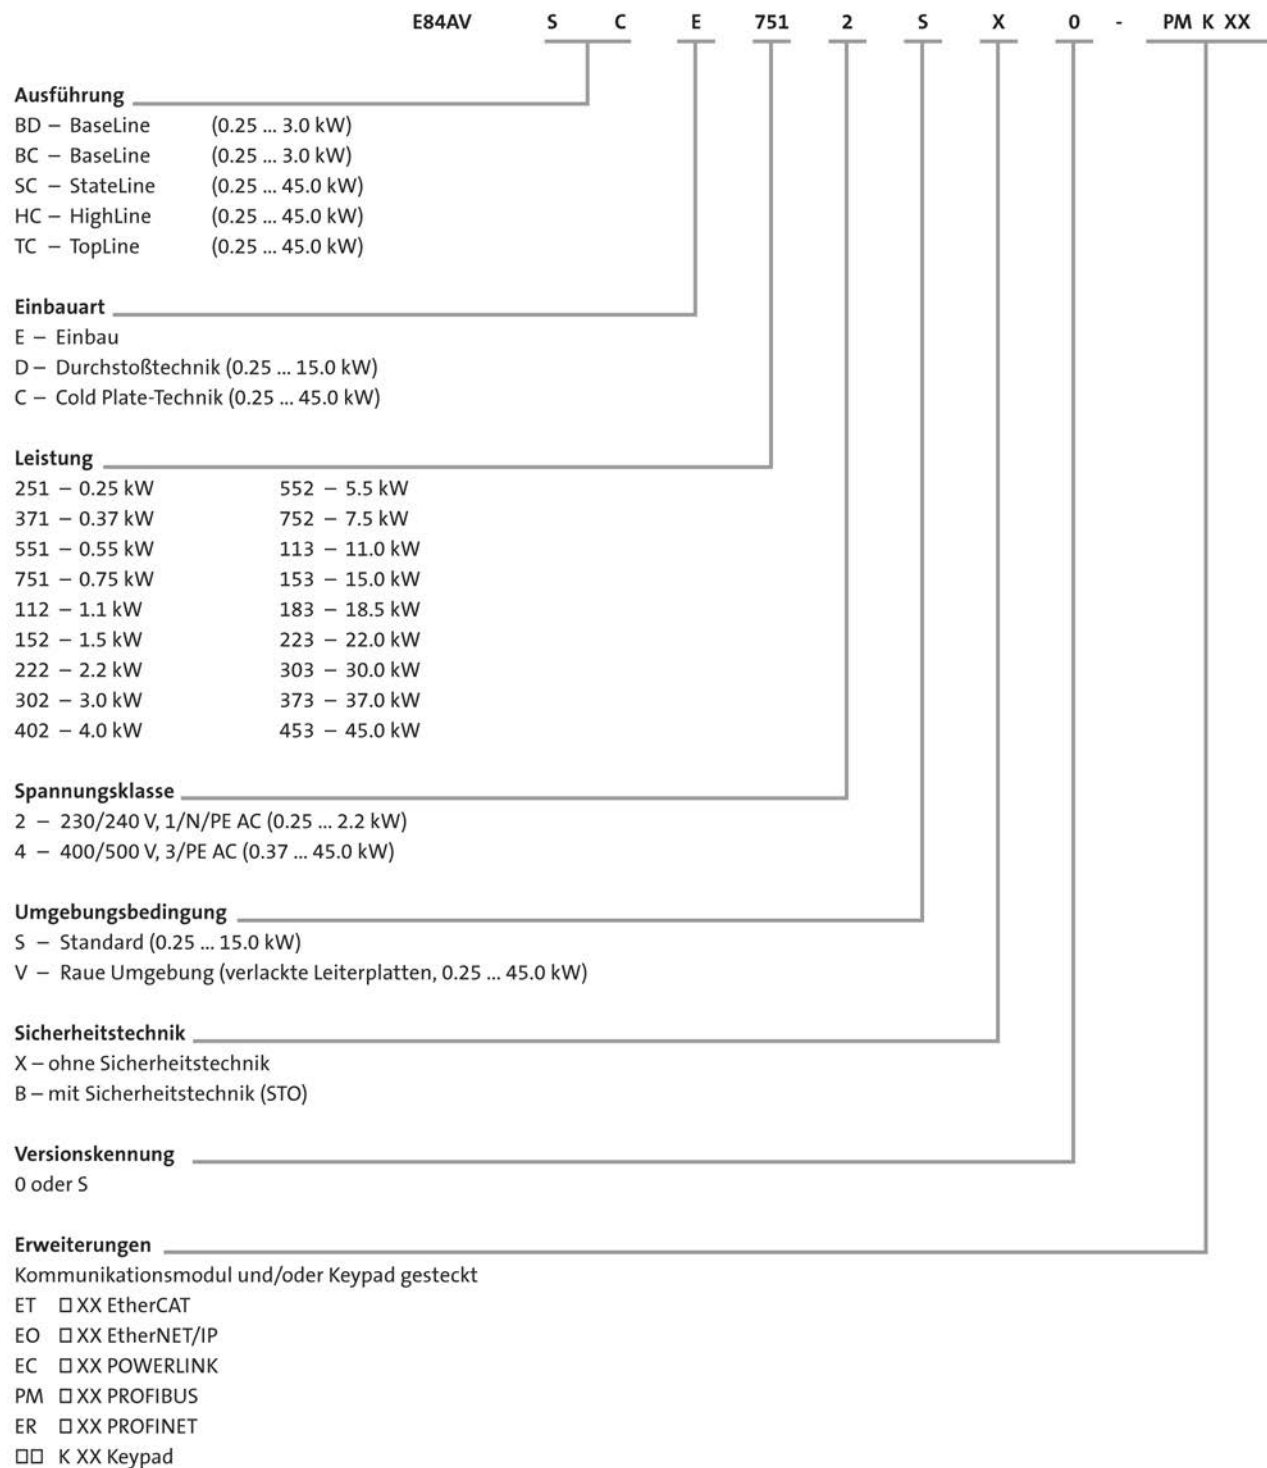 E84AV S C E 751 2 S X 0 - PM K XX
Ausführung
BD – BaseLine (0.25 ... 3.0 kW)
BC – BaseLine (0.25 ... 3.0 kW)
SC – StateLine (0.25 ... 45.0 kW)
HC – HighLine (0.25 ... 45.0 kW)
TC – TopLine (0.25 ... 45.0 kW)
Einbauart
E – Einbau
D – Durchstoßtechnik (0.25 ... 15.0 kW)
C – Cold Plate-Technik (0.25 ... 45.0 kW)
Leistung
251 – 0.25 kW 552 – 5.5 kW
371 – 0.37 kW 752 – 7.5 kW
551 – 0.55 kW 113 – 11.0 kW
751 – 0.75 kW 153 – 15.0 kW
112 – 1.1 kW 183 – 18.5 kW
152 – 1.5 kW 223 – 22.0 kW
222 – 2.2 kW 303 – 30.0 kW
302 – 3.0 kW 373 – 37.0 kW
402 – 4.0 kW 453 – 45.0 kW
Spannungsklasse
2 – 230/240 V, 1/N/PE AC (0.25 ... 2.2 kW)
4 – 400/500 V, 3/PE AC (0.37 ... 45.0 kW)
Umgebungsbedingung
S – Standard (0.25 ... 15.0 kW)
V – Raue Umgebung (verlackte Leiterplatten, 0.25 ... 45.0 kW)
Sicherheitstechnik
X – ohne Sicherheitstechnik
B – mit Sicherheitstechnik (STO)
Versionskennung
0 oder S
Erweiterungen
Kommunikationsmodul und/oder Keypad gesteckt
ET □ XX EtherCAT
EO □ XX EtherNET/IP
EC □ XX POWERLINK
PM □ XX PROFIBUS
ER □ XX PROFINET
□□ K XX Keypad